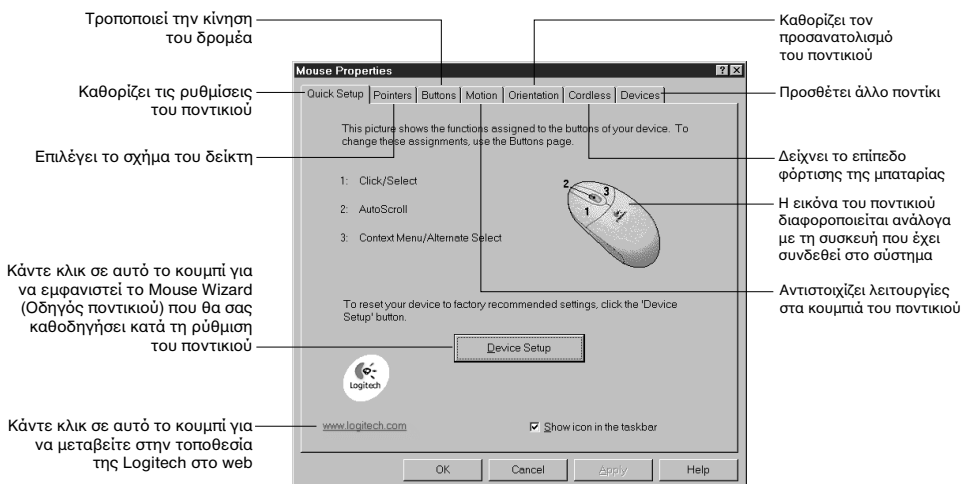 Τροποποιεί την κίνηση
του δρομέα
Καθορίζει τις ρυθμίσεις
του ποντικιού
Επιλέγει το σχήμα του δείκτη
Κάντε κλικ σε αυτό το κουμπί για
να εμφανιστεί το Mouse Wizard
(Οδηγός ποντικιού) που θα σας
καθοδηγήσει κατά τη ρύθμιση
του ποντικιού
Κάντε κλικ σε αυτό το κουμπί για
να μεταβείτε στην τοποθεσία
της Logitech στο web
Mouse Properties
Quick Setup Pointers Buttons Motion Orientation Cordless Devices
This picture shows the functions assigned to the buttons of your device. To
change these assignments, use the Buttons page.
1: Click/Select
2: AutoScroll
3: Context Menu/Alternate Select
2
3
1
To reset your device to factory recommended settings, click the 'Device
Setup' button.
Device Setup
Logitech
www.logitech.com
Show icon in the taskbar
OK Cancel Apply Help
Καθορίζει τον
προσανατολισμό
του ποντικιού
Προσθέτει άλλο ποντίκι
Δείχνει το επίπεδο
φόρτισης της μπαταρίας
Η εικόνα του ποντικιού
διαφοροποιείται ανάλογα
με τη συσκευή που έχει
συνδεθεί στο σύστημα
Αντιστοιχίζει λειτουργίες
στα κουμπιά του ποντικιού